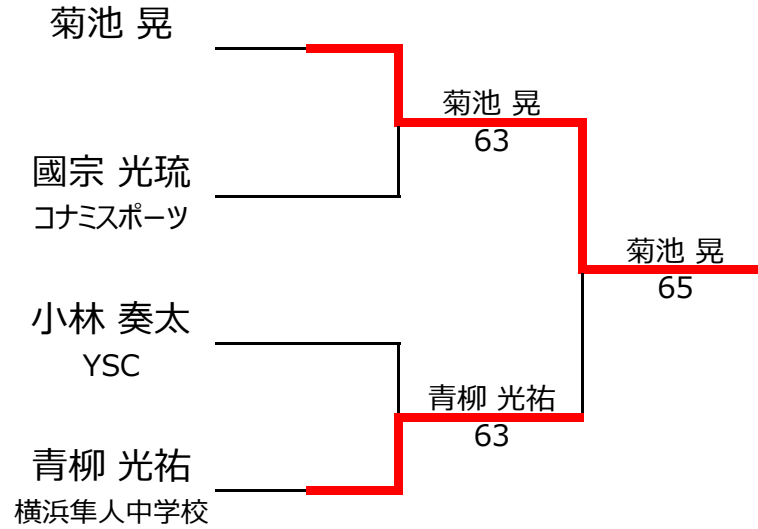 菊池 晃
國宗 光琉
コナミスポーツ
小林 奏太
YSC
青柳 光祐
横浜隼人中学校
菊池 晃
63
青柳 光祐
63
菊池 晃
65